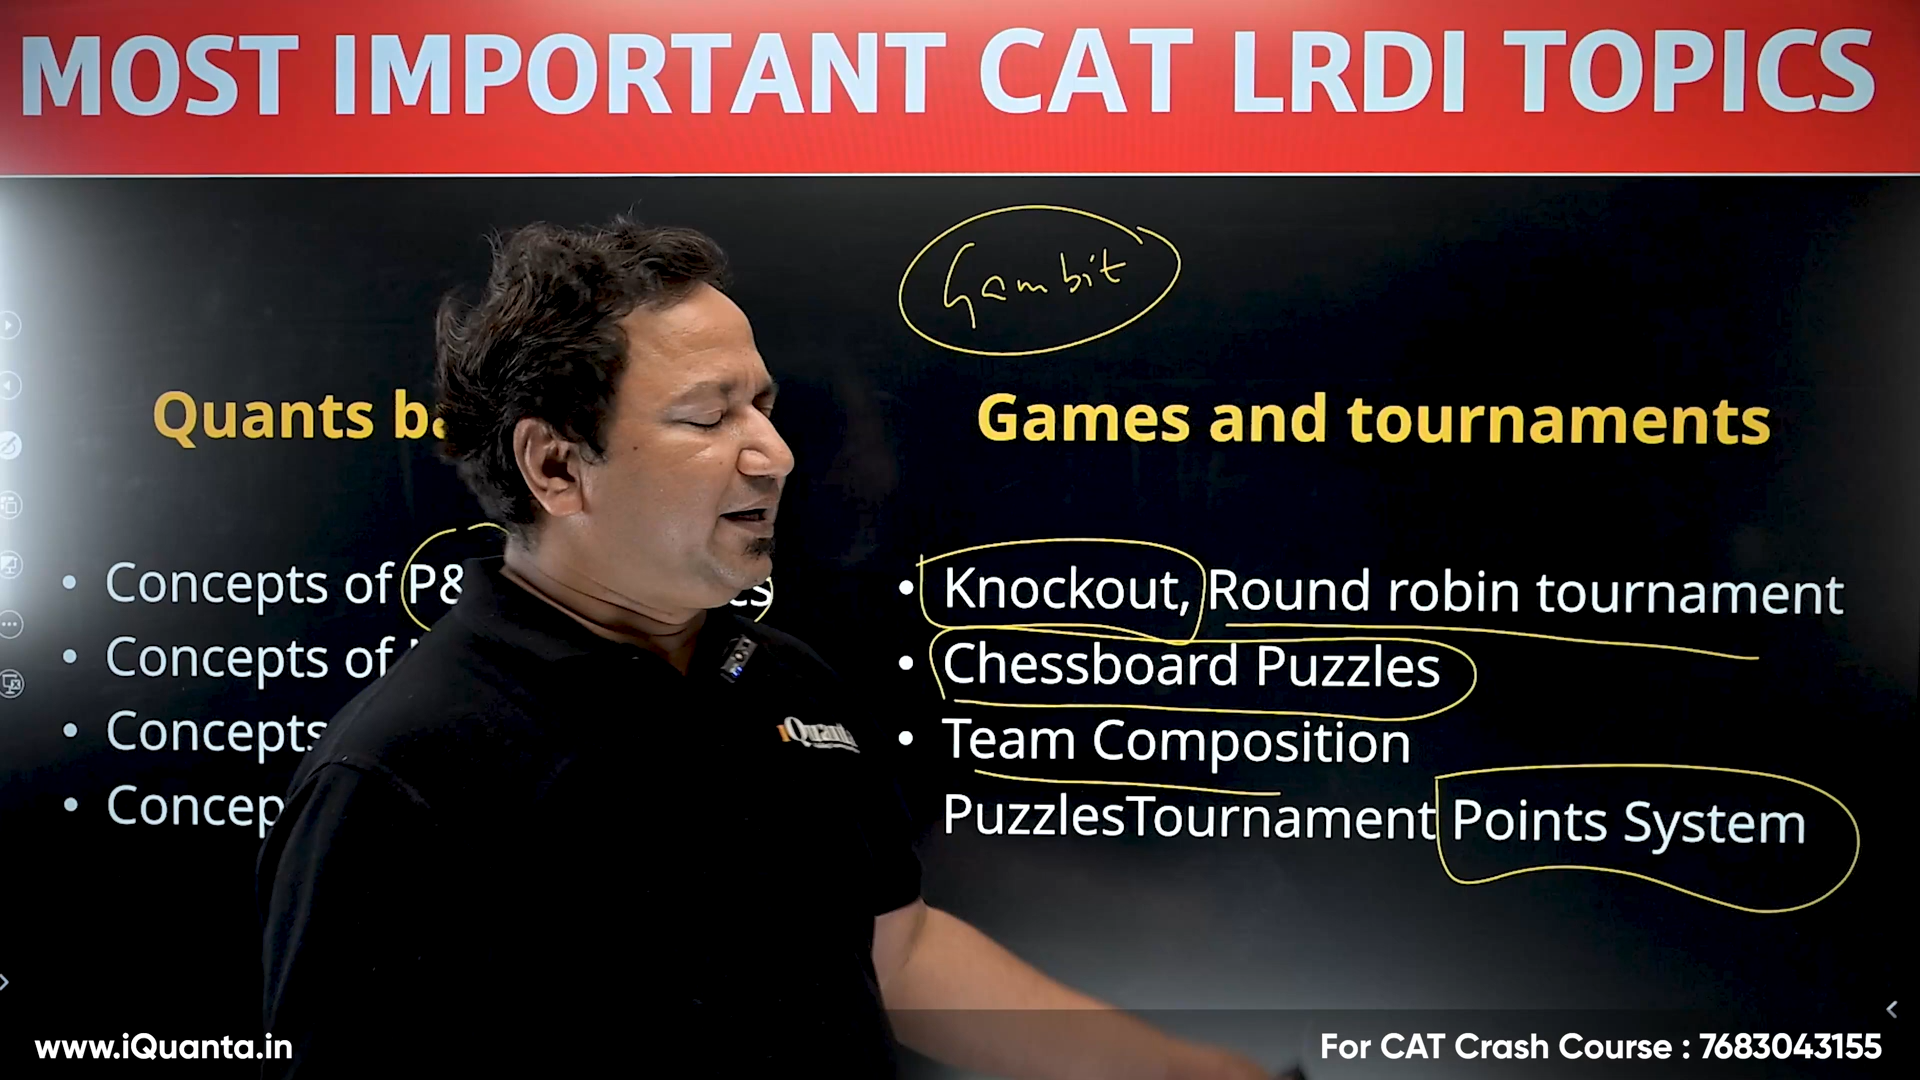 MOST IMPORTANT CAT LRDI TOPICS
Gambit
Quants
Concepts of P&
Concepts of
Concepts
Games and tournaments
Knockout, Round robin tournament
Chessboard Puzzles
Team Composition
PuzzlesTournament Points System
iQuanta
www.iQuanta.in
For CAT Crash Course : 7683043155